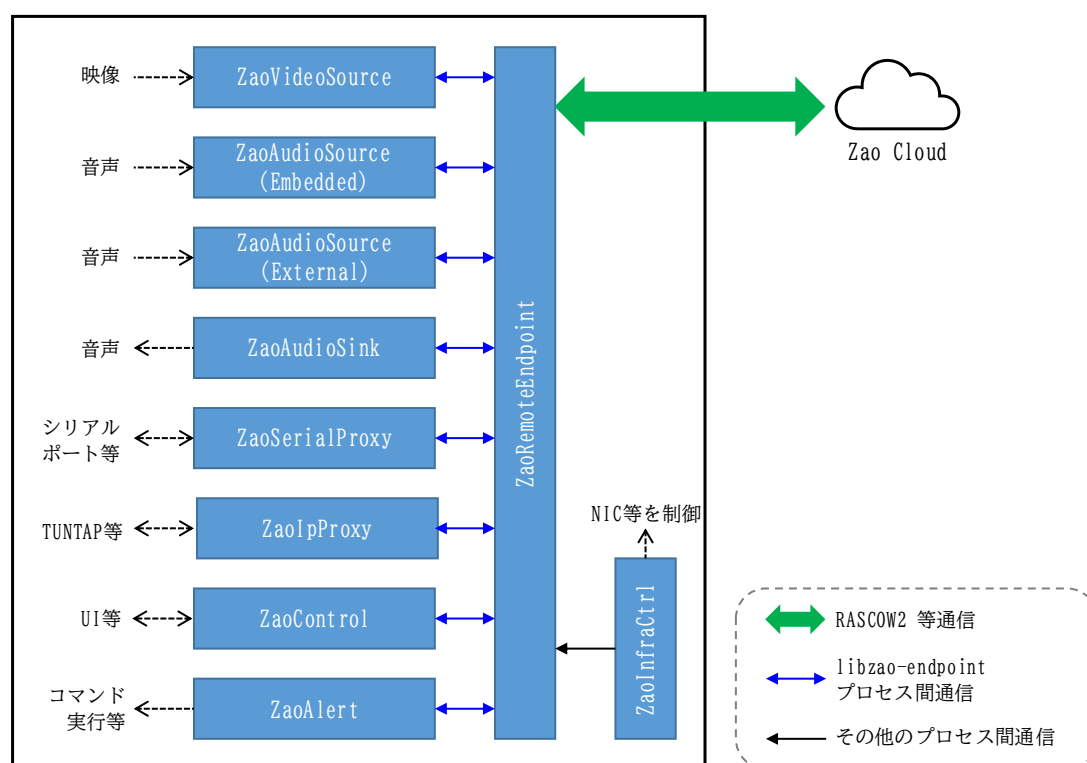 映像
ZaoVideoSource
Zao Cloud
音声
ZaoAudioSource
(Embedded)
音声
ZaoAudioSource
(External)
音声
ZaoAudioSink
ZaoRemoteEndpoint
シリアル
ポート等
ZaoSerialProxy
TUNTAP等
ZaoIpProxy
NIC等を制御
UI等
ZaoControl
ZaoInfraCtrl
コマンド
実行等
ZaoAlert
RASCOW2 等通信
libzao-endpoint
プロセス間通信
その他のプロセス間通信